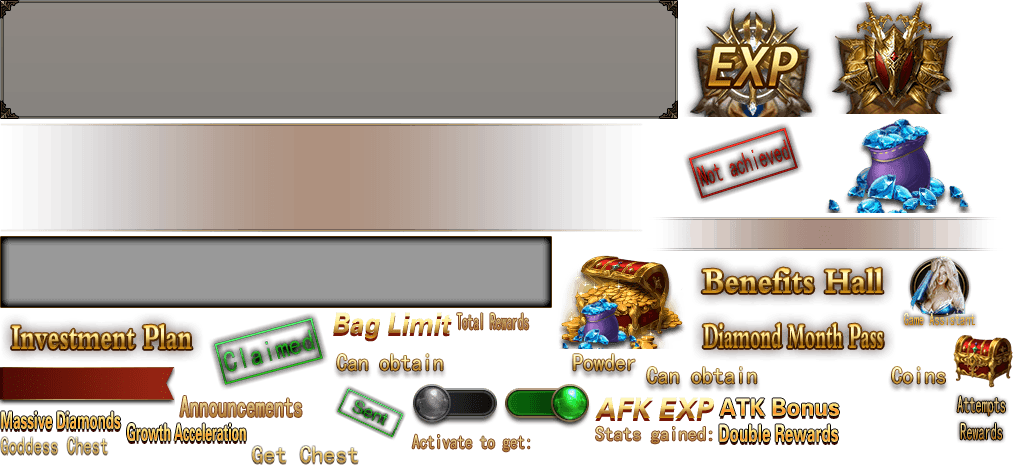 EXP
Not achieved
Benefits Hall
Game Assistant
Investment Plan
Claimed
Bag Limit
Total Rewards
Can obtain
Diamond Month Pass
Powder
Can obtain
Coins
Announcements
Sent
Massive Diamonds
Growth Acceleration
Goddess Chest
Get Chest
Activate to get:
AFK EXP
ATK Bonus
Stats gained:
Double Rewards
Attempts
Rewards